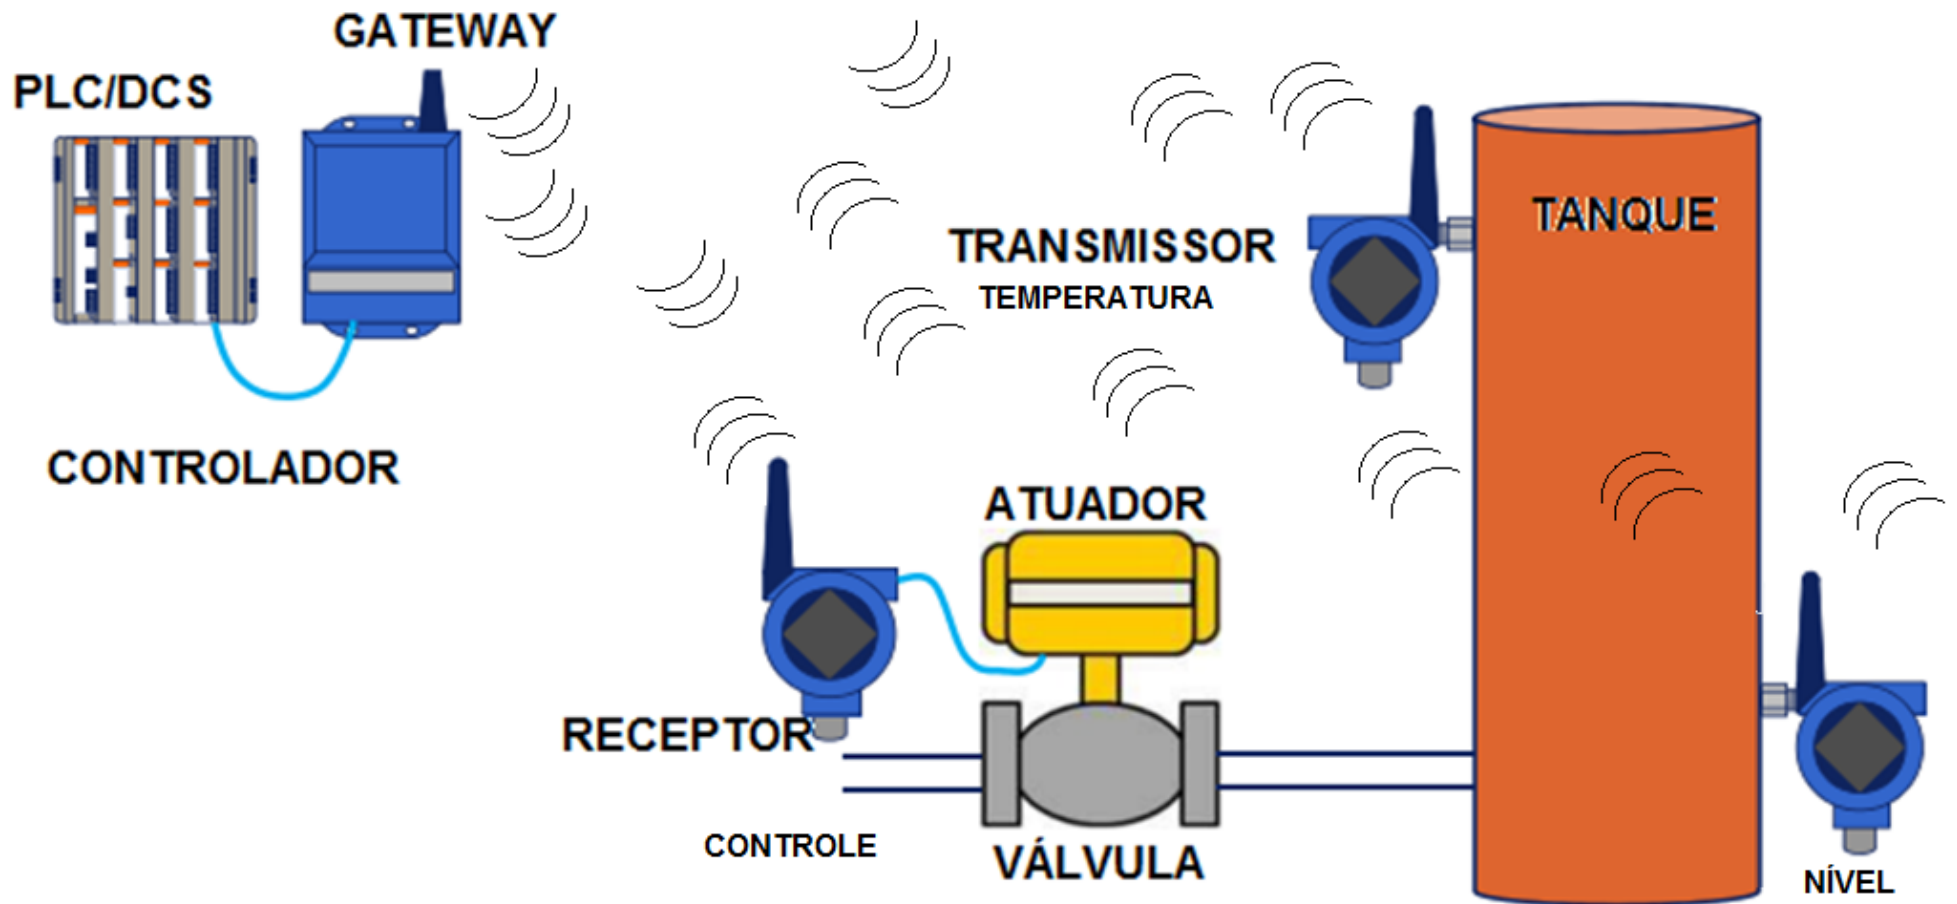 GATEWAY
PLC/DCS
TANQUE
TRANSMISSOR
TEMPERATURA
CONTROLADOR
ATUADOR
RECEPTOR
CONTROLE
VÁLVULA
NÍVEL